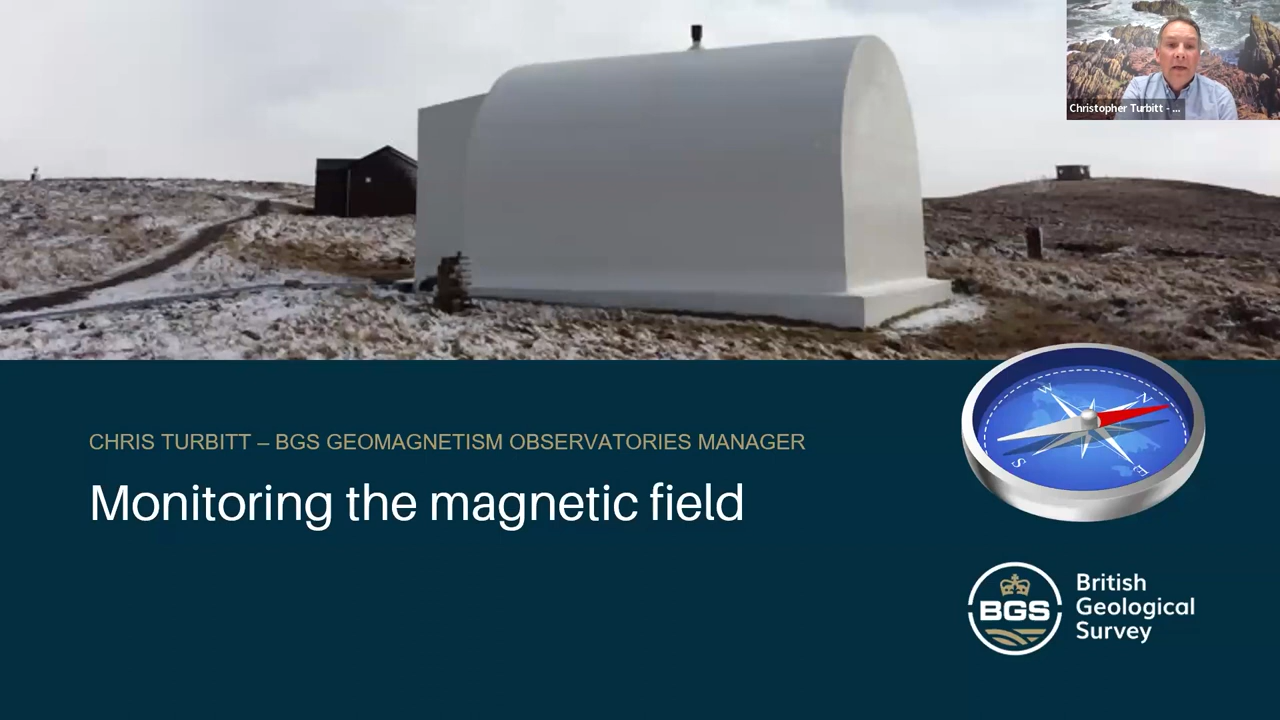 Christopher Turbitt - ...
CHRIS TURBITT – BGS GEOMAGNETISM OBSERVATORIES MANAGER
Monitoring the magnetic field
W
N
S
E
BGS
British
Geological
Survey